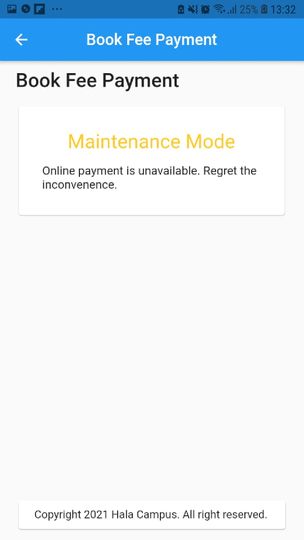 25% 13:32
Book Fee Payment
Book Fee Payment
Maintenance Mode
Online payment is unavailable. Regret the
inconvenence.
Copyright 2021 Hala Campus. All right reserved.